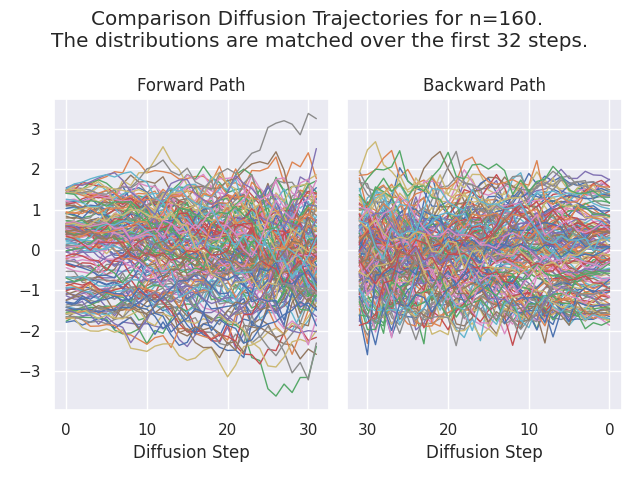 Comparison Diffusion Trajectories for n=160.
The distributions are matched over the first 32 steps.
Forward Path
Backward Path
3
2
1
0
−1
−2
−3
0 10 20 30
30 20 10 0
Diffusion Step
Diffusion Step